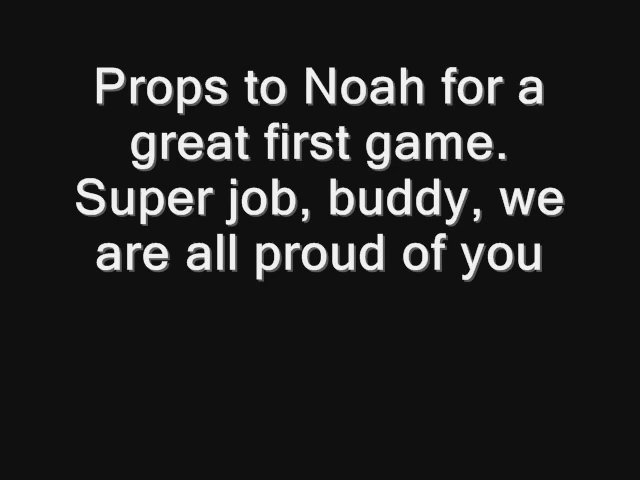 Props to Noah for a
great first game.
Super job, buddy, we
are all proud of you